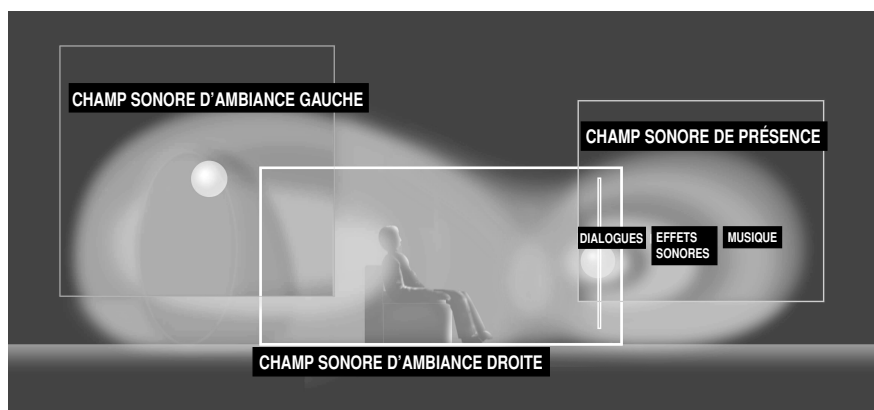 CHAMP SONORE D'AMBIANCE GAUCHE
CHAMP SONORE DE PRÉSENCE
DIALOGUES
EFFETS
SONORES
MUSIQUE
CHAMP SONORE D'AMBIANCE DROITE